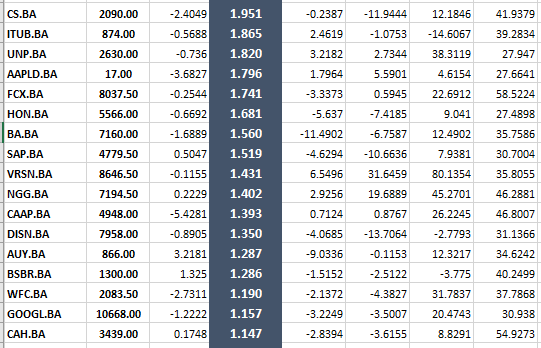 CS.BA 2090.00 -2.4049 1.951 -0.2387 -11.9444 12.1846 41.9379
ITUB.BA 874.00 -0.5688 1.865 2.4619 -1.0753 -14.6067 39.2834
UNP.BA 2630.00 -0.736 1.820 3.2182 2.7344 38.3119 27.947
AAPLD.BA 17.00 -3.6827 1.796 1.7964 5.5901 4.6154 27.6641
FCX.BA 8037.50 -0.2544 1.741 -3.3373 0.5945 22.6912 58.5224
HON.BA 5566.00 -0.6692 1.681 -5.637 -7.4185 9.041 27.4898
BA.BA 7160.00 -1.6889 1.560 -11.4902 -6.7587 12.4902 35.7586
SAP.BA 4779.50 0.5047 1.519 -4.6294 -10.6636 7.9381 30.7004
VRSN.BA 8646.50 -0.1155 1.431 6.5496 31.6459 80.1354 35.8055
NGG.BA 7194.50 0.2229 1.402 2.9256 19.6889 45.2701 46.2881
CAAP.BA 4948.00 -5.4281 1.393 0.7124 0.8767 26.2245 46.8007
DISN.BA 7958.00 -0.8905 1.350 -4.0685 -13.7064 -2.7793 31.1366
AUY.BA 866.00 3.2181 1.287 -9.0336 -0.1153 12.3217 34.6242
BSBR.BA 1300.00 1.325 1.286 -1.5152 -2.5122 -3.775 40.2499
WFC.BA 2083.50 -2.7311 1.190 -2.1372 -4.3827 31.7837 37.7868
GOOGL.BA 10668.00 -1.2222 1.157 -3.2249 -3.5007 20.4743 30.938
CAH.BA 3439.00 0.1748 1.147 -2.8394 -3.6155 8.8291 54.9273